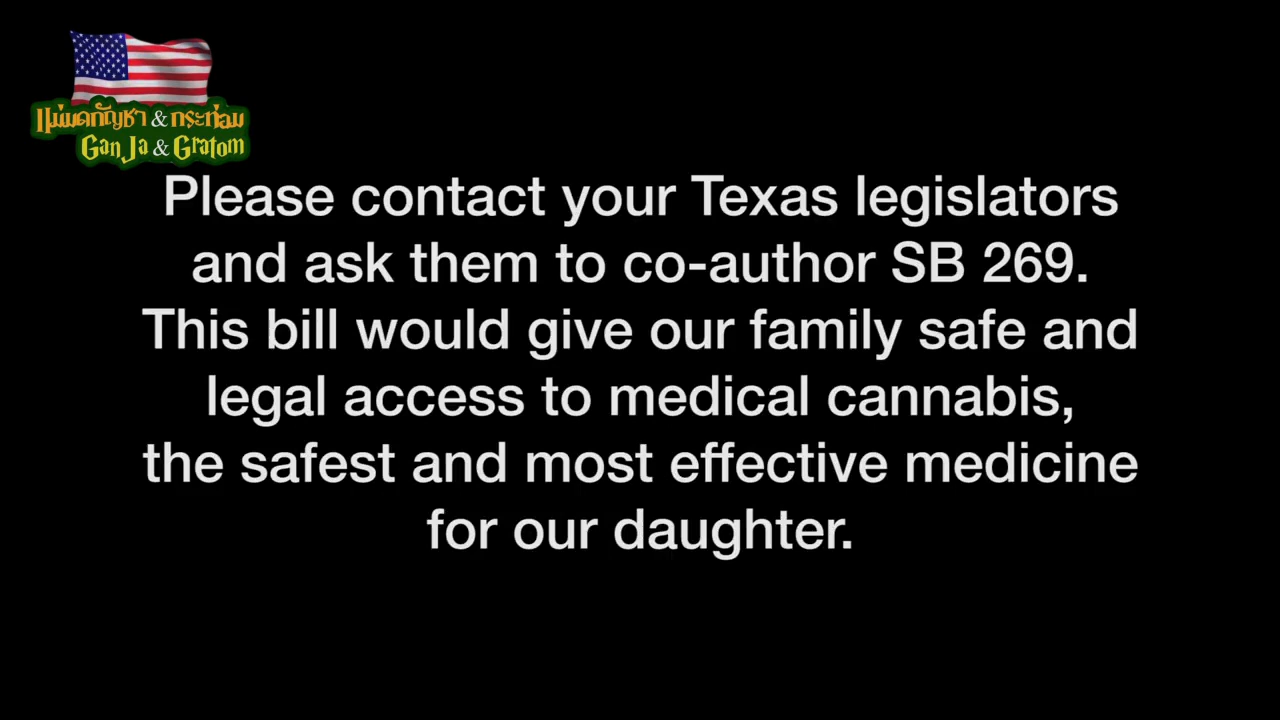 แม่มดกัญชา & กระท่อม
GanJa & Gratom
Please contact your Texas legislators
and ask them to co-author SB 269.
This bill would give our family safe and
legal access to medical cannabis,
the safest and most effective medicine
for our daughter.